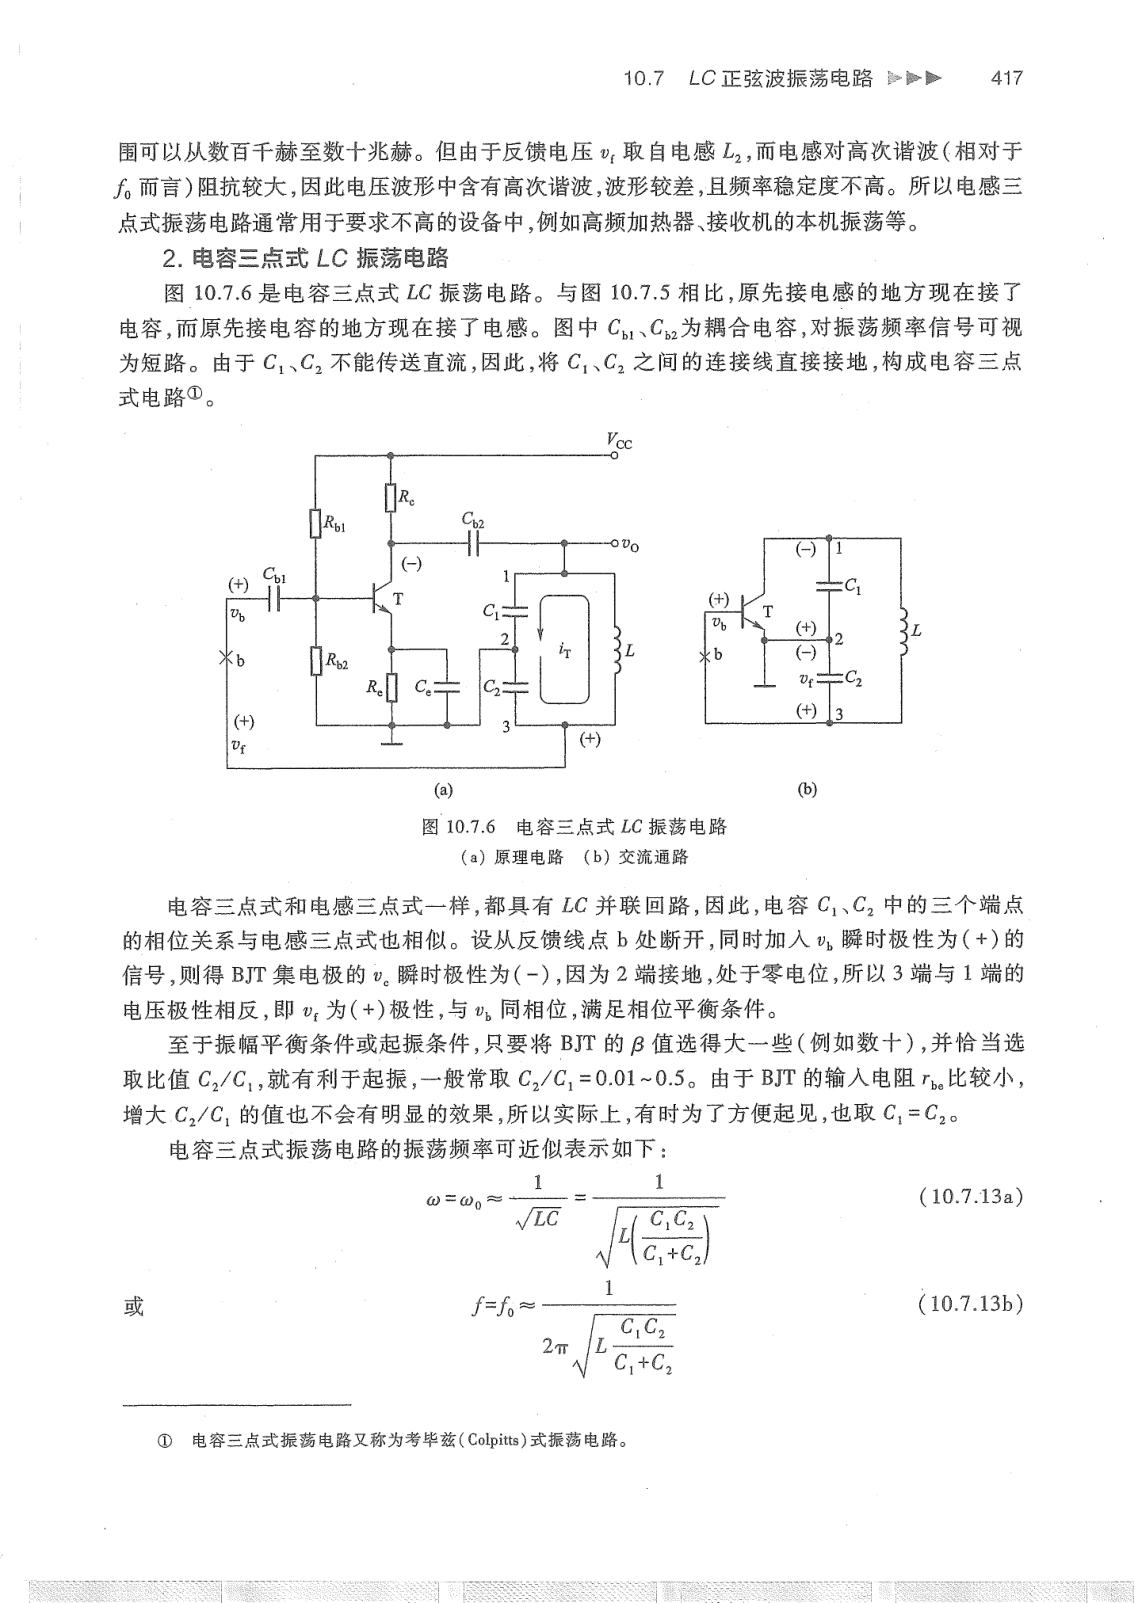 10.7 LC正弦波振荡电路 417
围可以从数百千赫至数十兆赫。但由于反馈电压 v_f 取自电感 L_2,而电感对高次谐波(相对于
f_0 而言)阻抗较大,因此电压波形中含有高次谐波,波形较差,且频率稳定度不高。所以电感三
点式振荡电路通常用于要求不高的设备中,例如高频加热器、接收机的本机振荡等。
2. 电容三点式 LC 振荡电路
图 10.7.6 是电容三点式 LC 振荡电路。与图 10.7.5 相比,原先接电感的地方现在接了
电容,而原先接电容的地方现在接了电感。图中 C_b1、C_b2为耦合电容,对振荡频率信号可视
为短路。由于 C_1、C_2 不能传送直流,因此,将 C_1、C_2 之间的连接线直接接地,构成电容三点
式电路①。
V_CC
R_c
R_b1
C_b2
v_O
(-)
(+)
C_b1
v_b
T
1
C_1
2
i_T
L
b
R_b2
R_e
C_e
C_2
3
(+)
v_f
(+)
(a)
(-)
1
C_1
(+)
v_b
T
(+)
2
L
b
(-)
v_f
C_2
(+)
3
(b)
图 10.7.6 电容三点式 LC 振荡电路
(a) 原理电路 (b) 交流通路
电容三点式和电感三点式一样,都具有 LC 并联回路,因此,电容 C_1、C_2 中的三个端点
的相位关系与电感三点式也相似。设从反馈线点 b 处断开,同时加入 v_b 瞬时极性为(+)的
信号,则得 BJT 集电极的 v_c 瞬时极性为(-),因为 2 端接地,处于零电位,所以 3 端与 1 端的
电压极性相反,即 v_f 为(+)极性,与 v_b 同相位,满足相位平衡条件。
至于振幅平衡条件或起振条件,只要将 BJT 的 β 值选得大一些(例如数十),并恰当选
取比值 C_2/C_1,就有利于起振,一般常取 C_2/C_1=0.01~0.5。由于 BJT 的输入电阻 r_be比较小,
增大 C_2/C_1 的值也不会有明显的效果,所以实际上,有时为了方便起见,也取 C_1=C_2。
电容三点式振荡电路的振荡频率可近似表示如下:
ω=ω_0≈1/√(LC)=1/√(L(C_1C_2/(C_1+C_2))) (10.7.13a)
或 f=f_0≈1/(2π√(L C_1C_2/(C_1+C_2))) (10.7.13b)
① 电容三点式振荡电路又称为考毕兹(Colpitts)式振荡电路。